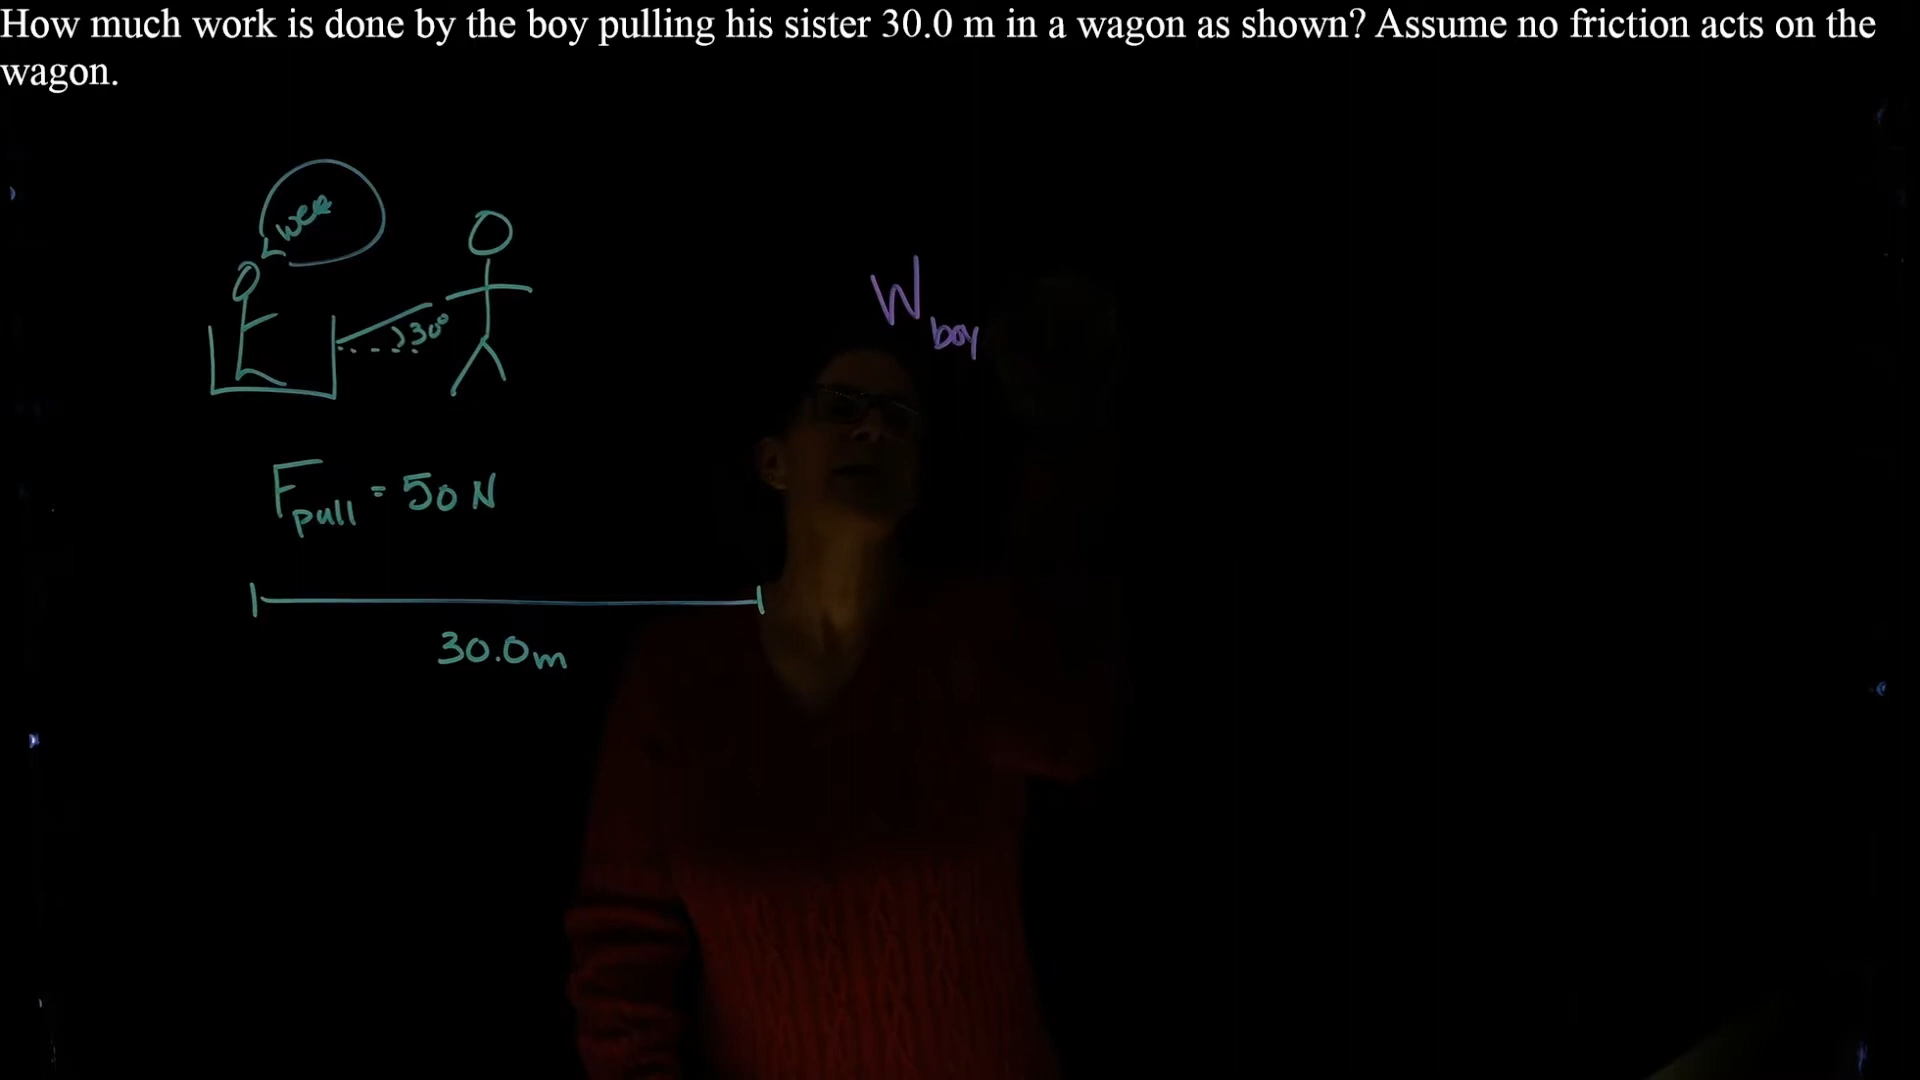 How much work is done by the boy pulling his sister 30.0 m in a wagon as shown? Assume no friction acts on the
wagon.
wee
30°
W boy
F pull = 50 N
30.0m